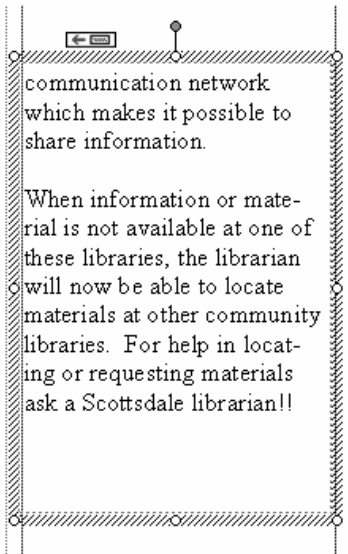 communication network
which makes it possible to
share information.
When information or mate-
rial is not available at one of
these libraries, the librarian
will now be able to locate
materials at other community
libraries.  For help in locat-
ing or requesting materials
ask a Scottsdale librarian!!